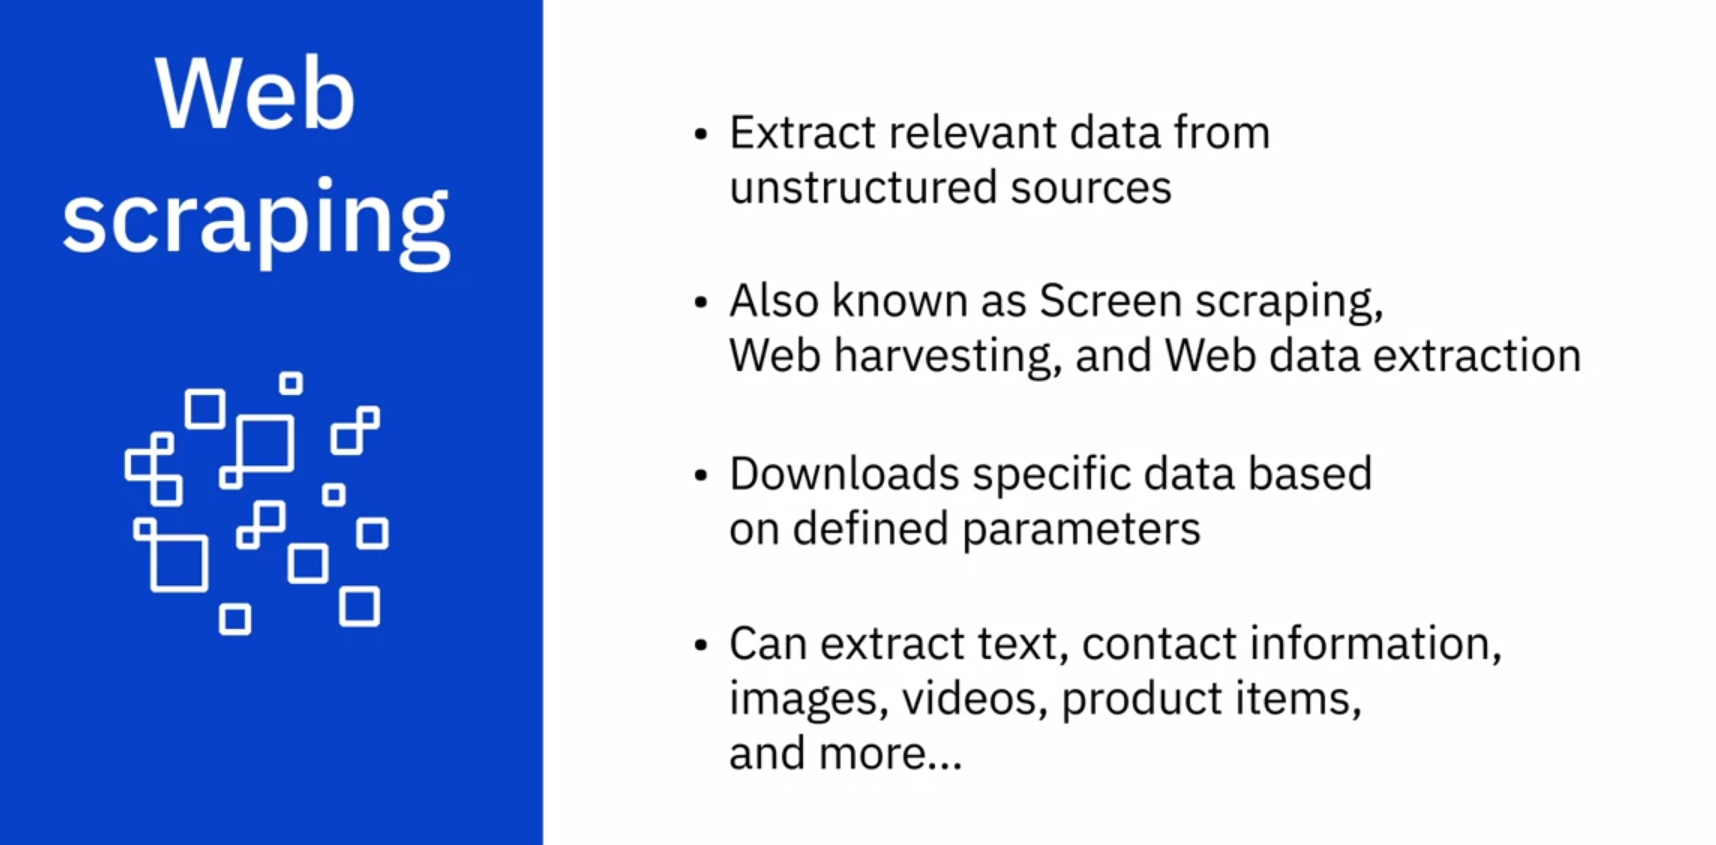 Web
scraping
• Extract relevant data from
unstructured sources
• Also known as Screen scraping,
Web harvesting, and Web data extraction
• Downloads specific data based
on defined parameters
• Can extract text, contact information,
images, videos, product items,
and more...